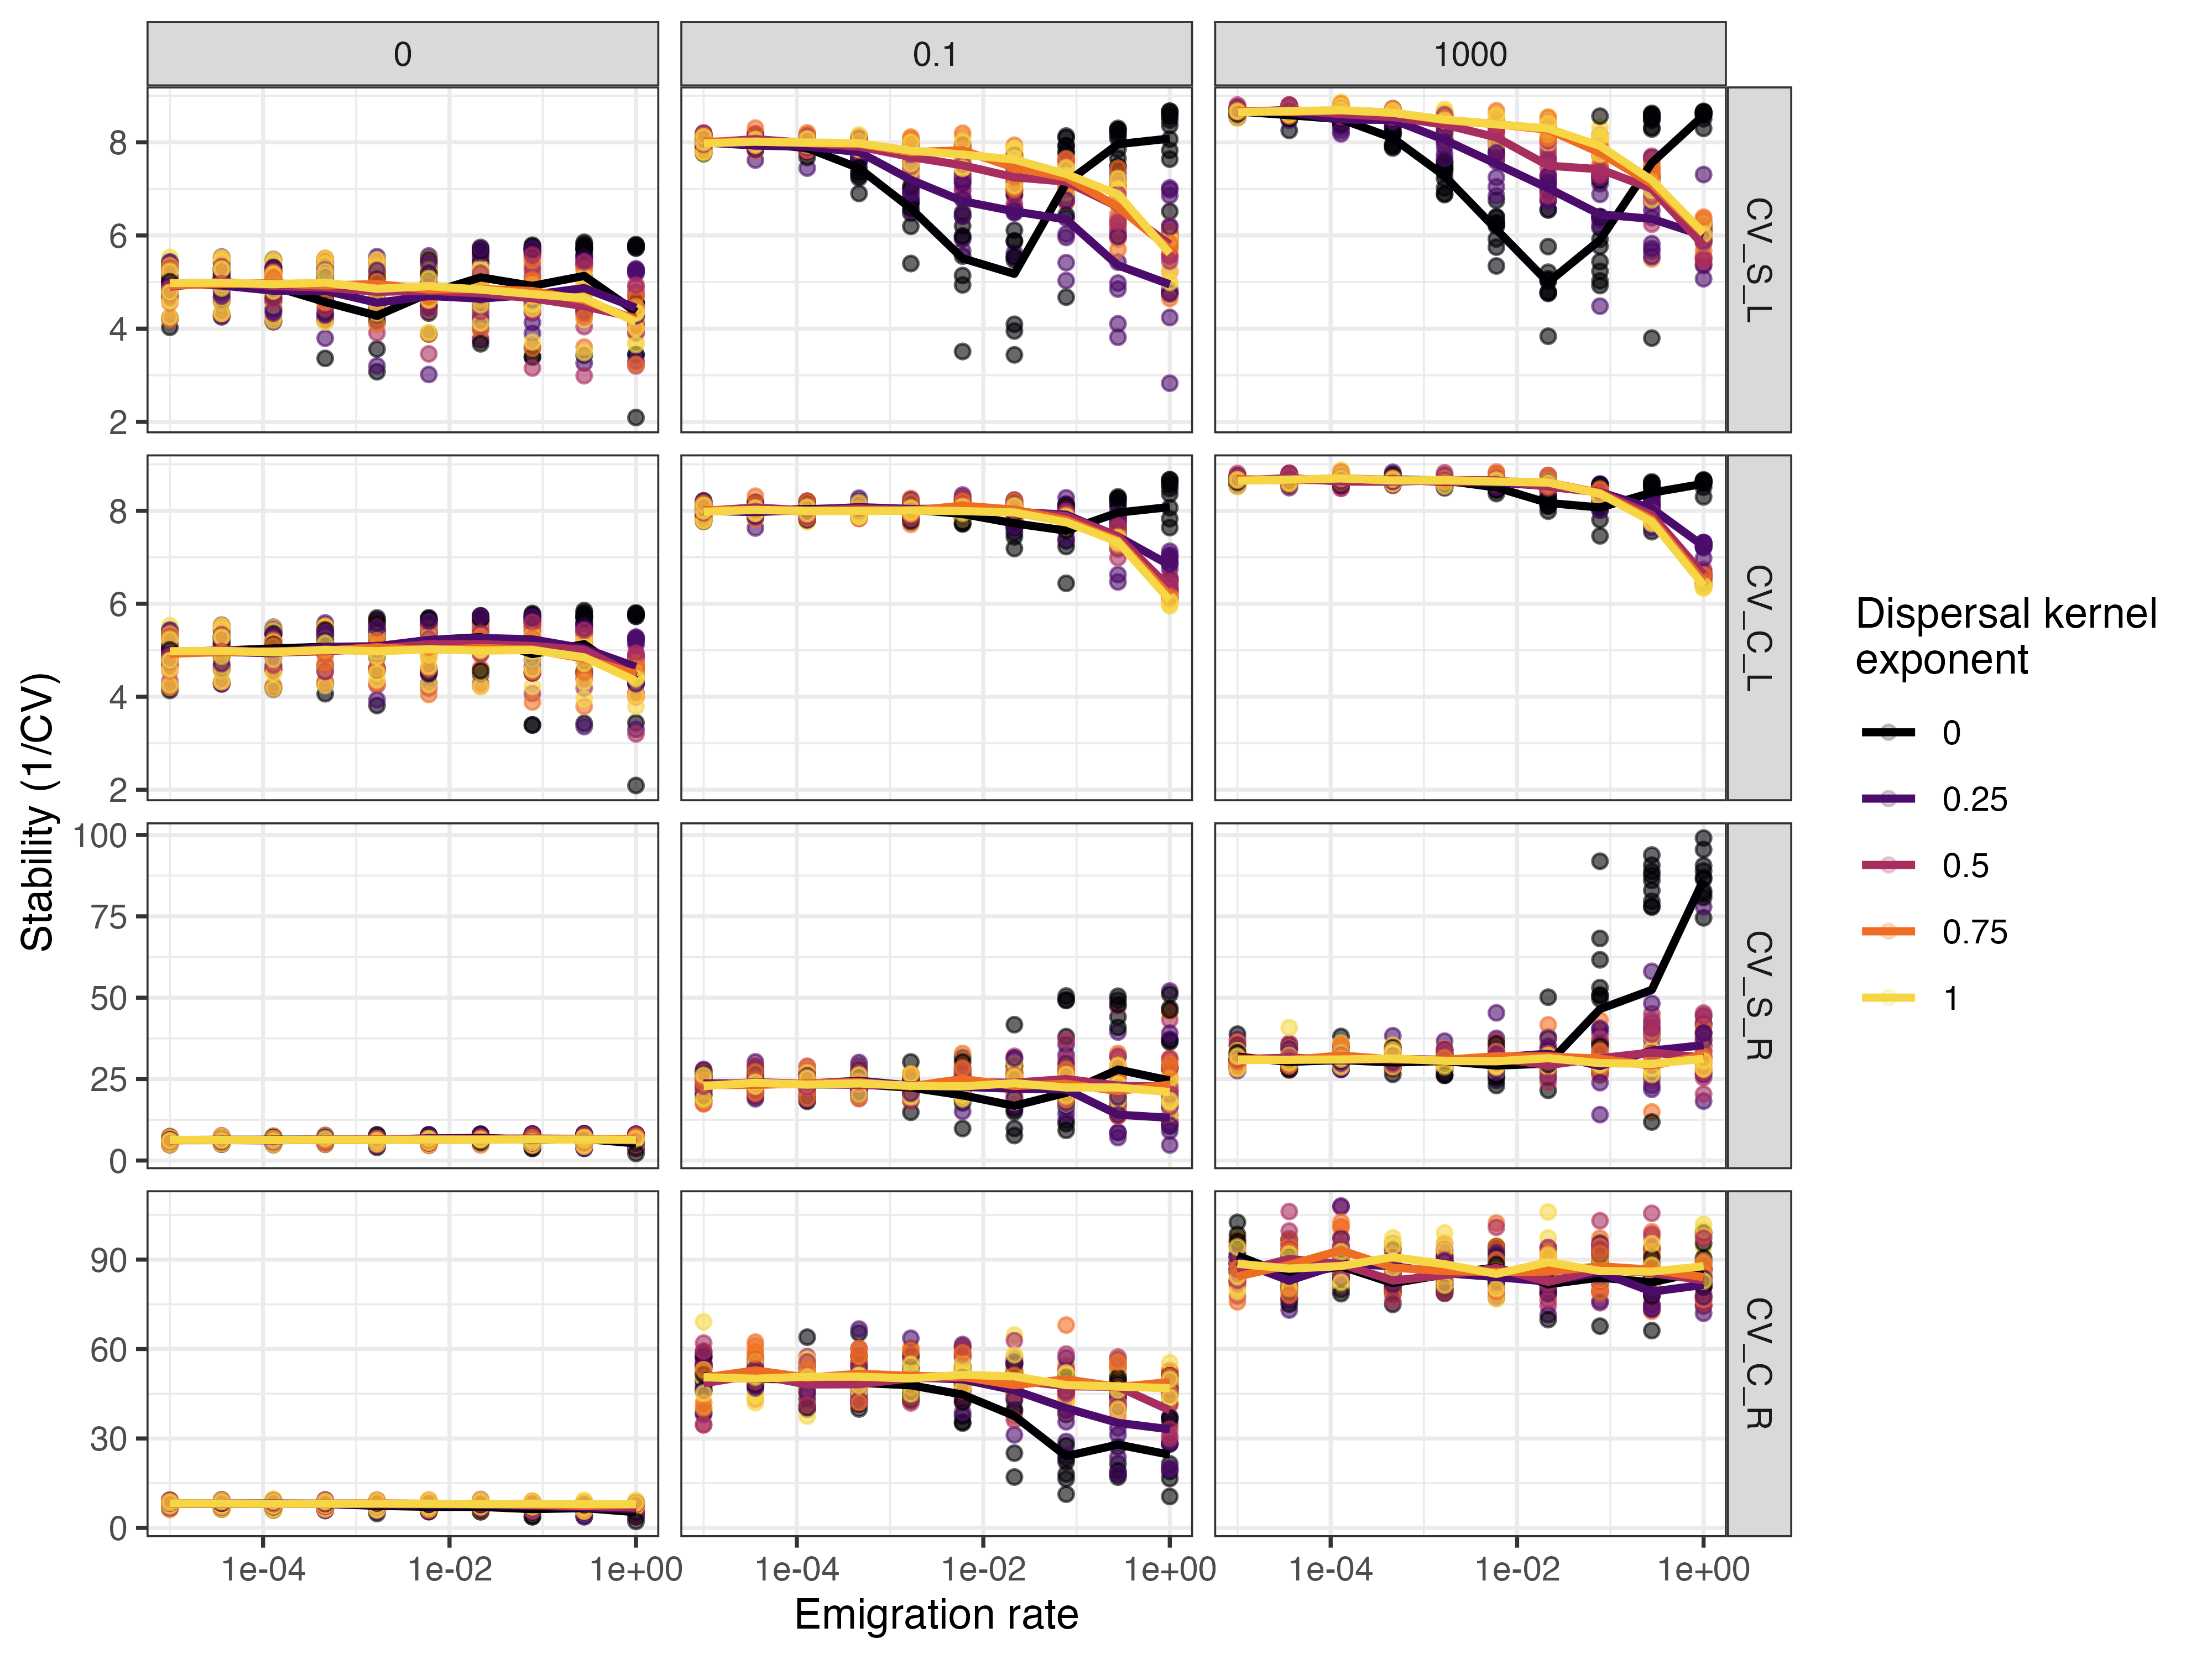 0 0.1 1000
8
6
4
2
CV_S_L
8
6
4
2
CV_C_L
100
75
50
25
0
CV_S_R
90
60
30
0
CV_C_R
1e-04 1e-02 1e+00 1e-04 1e-02 1e+00 1e-04 1e-02 1e+00
Emigration rate
Stability (1/CV)
Dispersal kernel
exponent
0
0.25
0.5
0.75
1